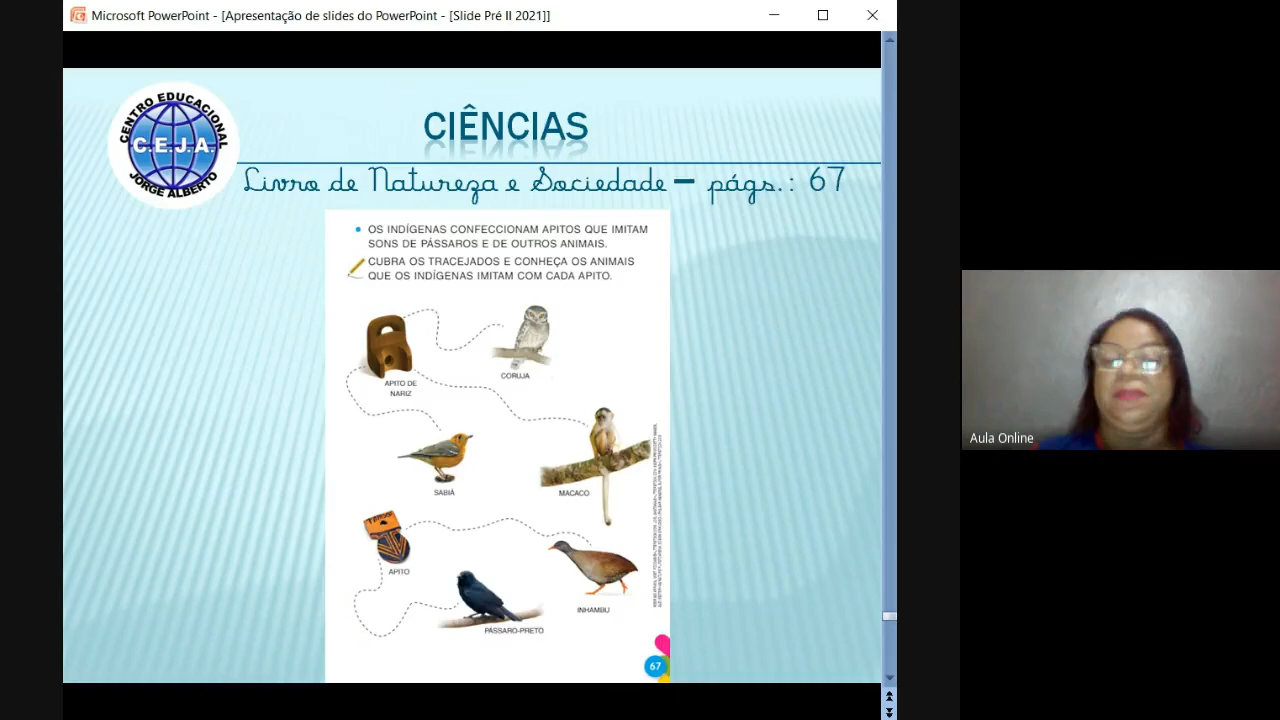 Microsoft PowerPoint - [Apresentação de slides do PowerPoint - [Slide Pré II 2021]]
CENTRO EDUCACIONAL
C.E.J.A.
JORGE ALBERTO
CIÊNCIAS
Livro de Natureza e Sociedade – págs.: 67
OS INDÍGENAS CONFECCIONAM APITOS QUE IMITAM
SONS DE PÁSSAROS E DE OUTROS ANIMAIS.
CUBRA OS TRACEJADOS E CONHEÇA OS ANIMAIS
QUE OS INDÍGENAS IMITAM COM CADA APITO.
CORUJA
APITO DE
NARIZ
SABIÁ
MACACO
APITO
INHAMBU
PÁSSARO-PRETO
67
Aula Online